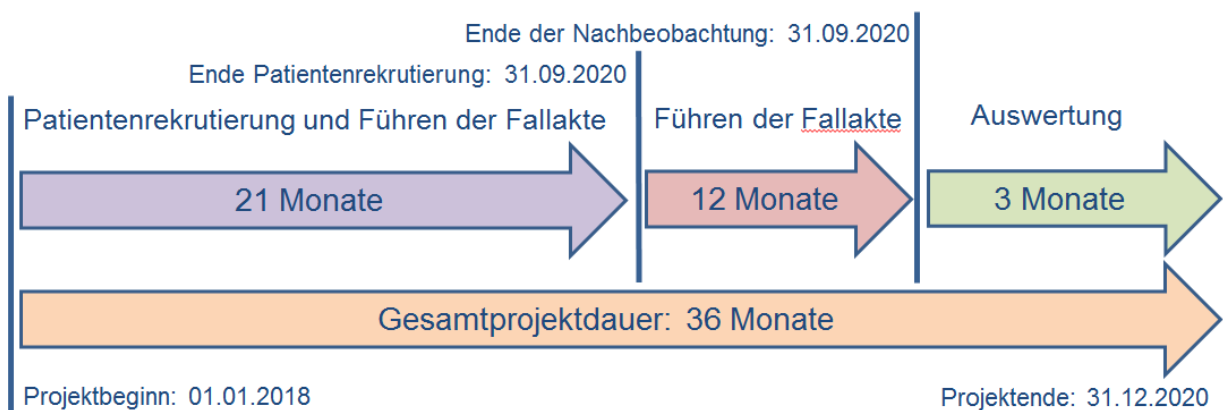 Ende der Nachbeobachtung: 31.09.2020
Ende Patientenrekrutierung: 31.09.2020
Patientenrekrutierung und Führen der Fallakte
Führen der Fallakte
Auswertung
21 Monate
12 Monate
3 Monate
Gesamtprojektdauer: 36 Monate
Projektbeginn: 01.01.2018
Projektende: 31.12.2020